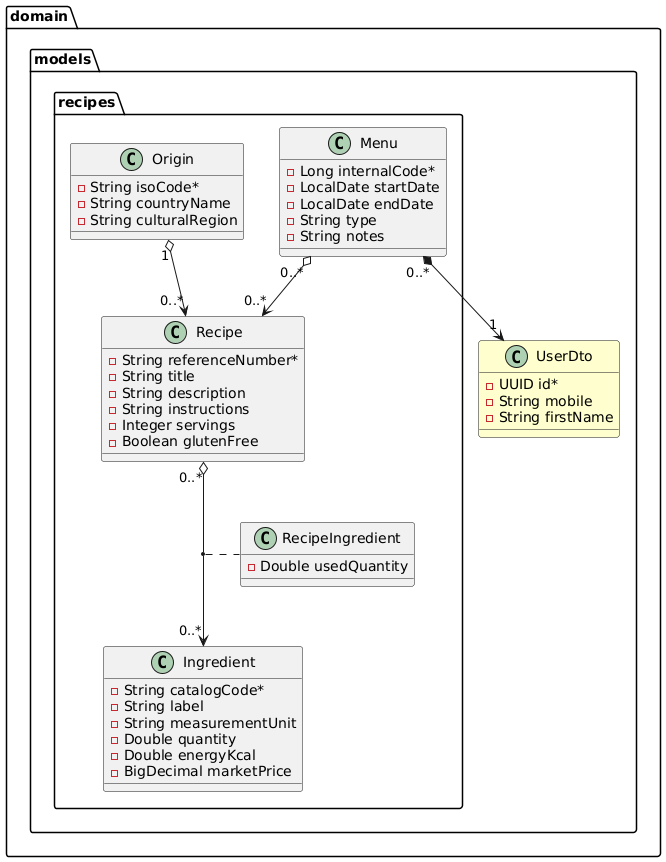 domain
models
recipes
C Origin
String isoCode*
String countryName
String culturalRegion
C Menu
Long internalCode*
LocalDate startDate
LocalDate endDate
String type
String notes
1
0..*
0..*
0..*
0..*
1
C Recipe
String referenceNumber*
String title
String description
String instructions
Integer servings
Boolean glutenFree
C UserDto
UUID id*
String mobile
String firstName
0..*
C RecipeIngredient
Double usedQuantity
0..*
C Ingredient
String catalogCode*
String label
String measurementUnit
Double quantity
Double energyKcal
BigDecimal marketPrice